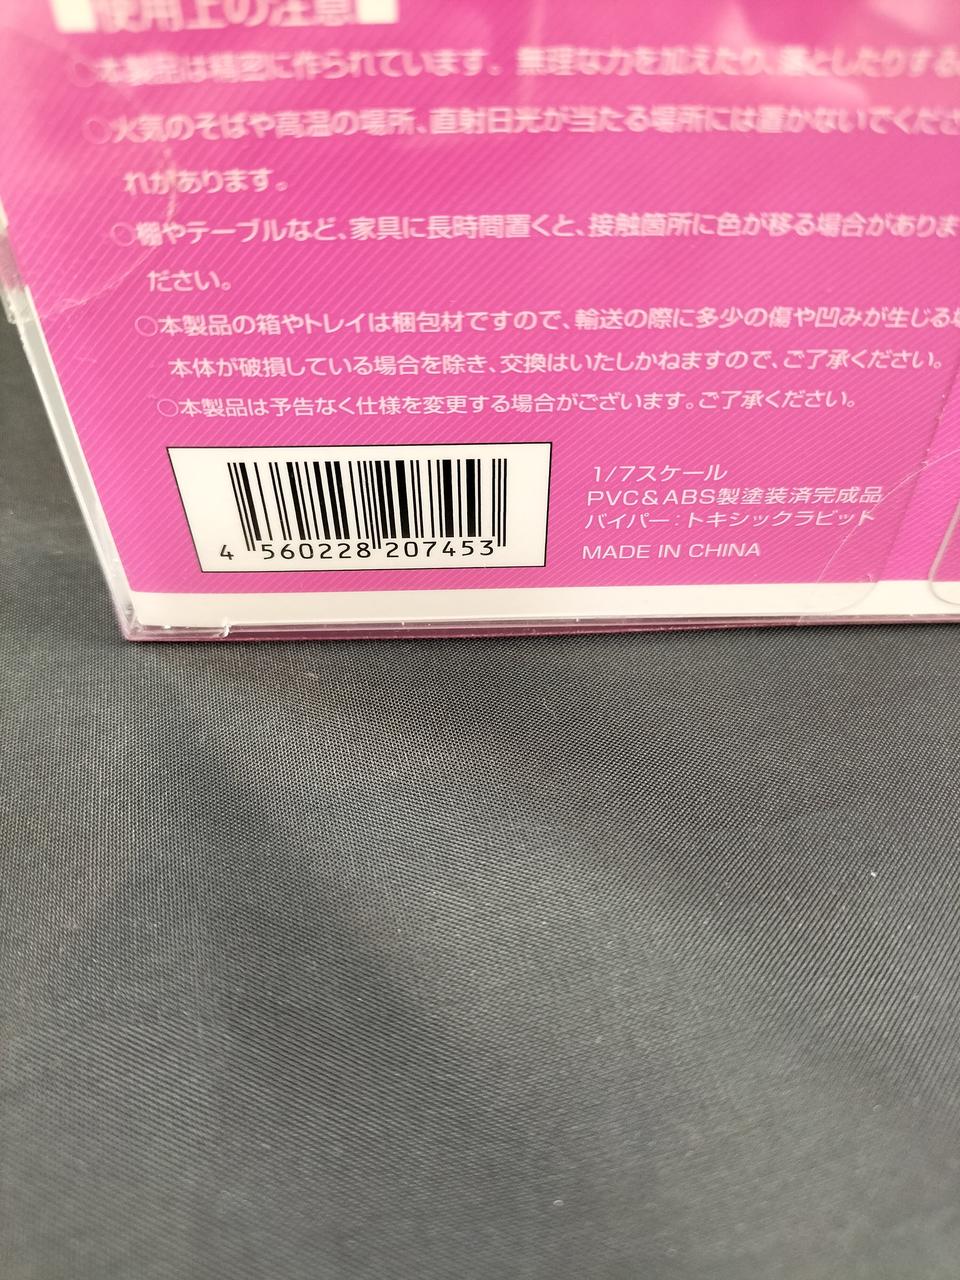 使用上の注意
○本製品は精密に作られています。無理な力を加えたり、落としたりする
○火気のそばや高温の場所、直射日光が当たる場所には置かないでくださ
れがあります。
○棚やテーブルなど、家具に長時間置くと、接触箇所に色が移る場合がありま
ださい。
○本製品の箱やトレイは梱包材ですので、輸送の際に多少の傷や凹みが生じる
本体が破損している場合を除き、交換はいたしかねますので、ご了承ください。
○本製品は予告なく仕様を変更する場合がございます。ご了承ください。
4 560228 207453
1/7スケール
PVC&ABS製塗装済完成品
バイパー：トキシックラビット
MADE IN CHINA